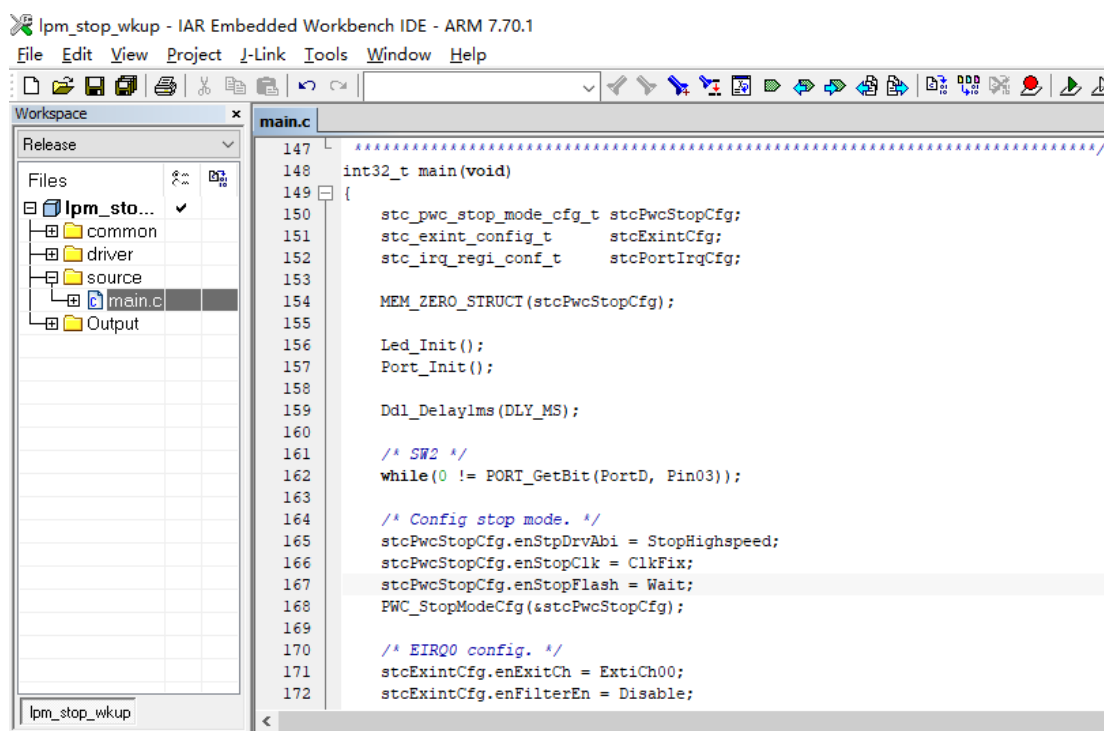 lpm_stop_wkup - IAR Embedded Workbench IDE - ARM 7.70.1
File Edit View Project J-Link Tools Window Help
Workspace
Release
Files
lpm_sto...
common
driver
source
main.c
Output
lpm_stop_wkup
main.c
147 *****************************************************************************/
148 int32_t main(void)
149 {
150 stc_pwc_stop_mode_cfg_t stcPwcStopCfg;
151 stc_exint_config_t stcExintCfg;
152 stc_irq_regi_conf_t stcPortIrqCfg;
153
154 MEM_ZERO_STRUCT(stcPwcStopCfg);
155
156 Led_Init();
157 Port_Init();
158
159 Ddl_Delay1ms(DLY_MS);
160
161 /* SW2 */
162 while(0 != PORT_GetBit(PortD, Pin03));
163
164 /* Config stop mode. */
165 stcPwcStopCfg.enStpDrvAbi = StopHighspeed;
166 stcPwcStopCfg.enStopClk = ClkFix;
167 stcPwcStopCfg.enStopFlash = Wait;
168 PWC_StopModeCfg(&stcPwcStopCfg);
169
170 /* EIRQ0 config. */
171 stcExintCfg.enExitCh = ExtiCh00;
172 stcExintCfg.enFilterEn = Disable;